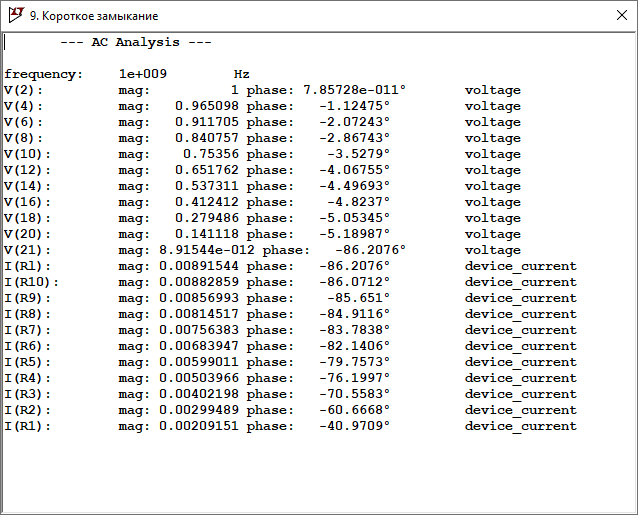 9. Короткое замыкание
--- AC Analysis ---
frequency: 1e+009 Hz
V(2): mag: 1 phase: 7.85728e-011° voltage
V(4): mag: 0.965098 phase: -1.12475° voltage
V(6): mag: 0.911705 phase: -2.07243° voltage
V(8): mag: 0.840757 phase: -2.86743° voltage
V(10): mag: 0.75356 phase: -3.5279° voltage
V(12): mag: 0.651762 phase: -4.06755° voltage
V(14): mag: 0.537311 phase: -4.49693° voltage
V(16): mag: 0.412412 phase: -4.8237° voltage
V(18): mag: 0.279486 phase: -5.05345° voltage
V(20): mag: 0.141118 phase: -5.18987° voltage
V(21): mag: 8.91544e-012 phase: -86.2076° voltage
I(Rl): mag: 0.00891544 phase: -86.2076° device_current
I(R10): mag: 0.00882859 phase: -86.0712° device_current
I(R9): mag: 0.00856993 phase: -85.651° device_current
I(R8): mag: 0.00814517 phase: -84.9116° device_current
I(R7): mag: 0.00756383 phase: -83.7838° device_current
I(R6): mag: 0.00683947 phase: -82.1406° device_current
I(R5): mag: 0.00599011 phase: -79.7573° device_current
I(R4): mag: 0.00503966 phase: -76.1997° device_current
I(R3): mag: 0.00402198 phase: -70.5583° device_current
I(R2): mag: 0.00299489 phase: -60.6668° device_current
I(R1): mag: 0.00209151 phase: -40.9709° device_current